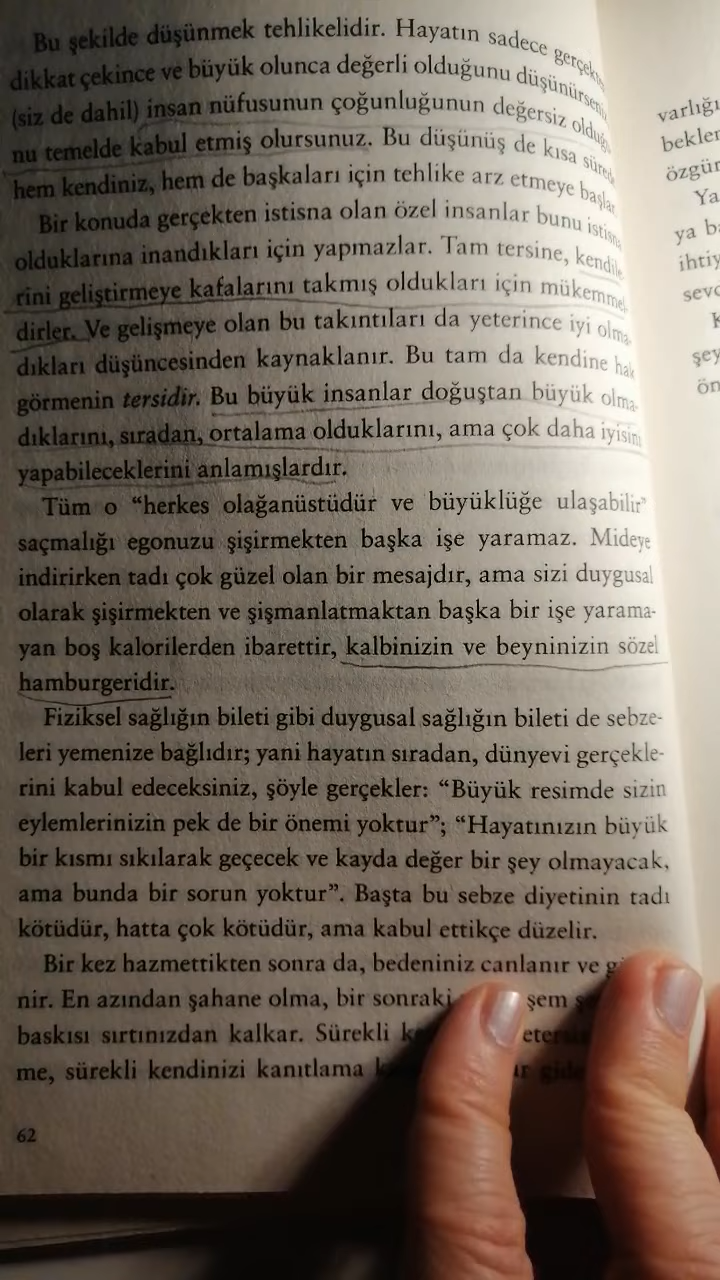 Bu şekilde düşünmek tehlikelidir. Hayatın sadece
dikkat çekince ve büyük olunca değerli olduğunu
(siz de dahil) insan nüfusunun çoğunluğunun değersiz
nu temelde kabul etmiş olursunuz. Bu düşünüş de kısa
hem kendiniz, hem de başkaları için tehlike arz etmeye
Bir konuda gerçekten istisna olan özel insanlar bunu
olduklarına inandıkları için yapmazlar. Tam tersine,
rini geliştirmeye kafalarını takmış oldukları için
dirler. Ve gelişmeye olan bu takıntıları da yeterince iyi olma-
dıkları düşüncesinden kaynaklanır. Bu tam da kendine hak
görmenin tersidir. Bu büyük insanlar doğuştan büyük olma-
dıklarını, sıradan, ortalama olduklarını, ama çok daha
yapabileceklerini anlamışlardır.
Tüm o “herkes olağanüstüdür ve büyüklüğe ulaşabilir”
saçmalığı egonuzu şişirmekten başka işe yaramaz. Mideye
indirirken tadı çok güzel olan bir mesajdır, ama sizi duygusal
olarak şişirmekten ve şişmanlatmaktan başka bir işe yarama-
yan boş kalorilerden ibarettir, kalbinizin ve beyninizin sözel
hamburgeridir.
Fiziksel sağlığın bileti gibi duygusal sağlığın bileti de sebze-
leri yemenize bağlıdır; yani hayatın sıradan, dünyevi gerçekle-
rini kabul edeceksiniz, şöyle gerçekler: “Büyük resimde sizin
eylemlerinizin pek de bir önemi yoktur”; “Hayatınızın büyük
bir kısmı sıkılarak geçecek ve kayda değer bir şey olmayacak,
ama bunda bir sorun yoktur”. Başta bu sebze diyetinin tadı
kötüdür, hatta çok kötüdür, ama kabul ettikçe düzelir.
Bir kez hazmettikten sonra da, bedeniniz canlanır ve
nir. En azından şahane olma, bir sonraki
baskısı sırtınızdan kalkar. Sürekli
me, sürekli kendinizi kanıtlama
62
varlığı
bekler
özgür
Ya
ya
ihtiy
sevo
şey
ön